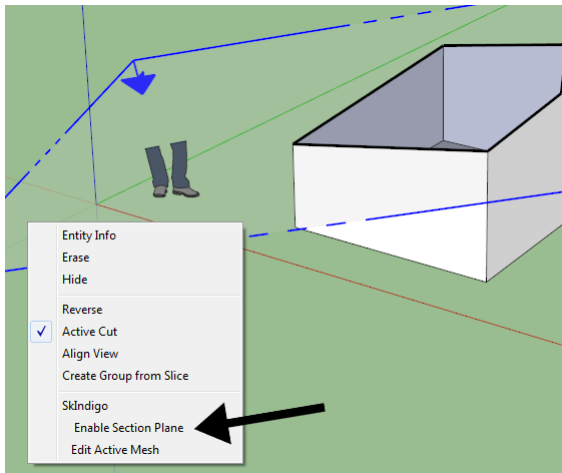 Entity Info
Erase
Hide
Reverse
Active Cut
Align View
Create Group from Slice
SkIndigo
Enable Section Plane
Edit Active Mesh